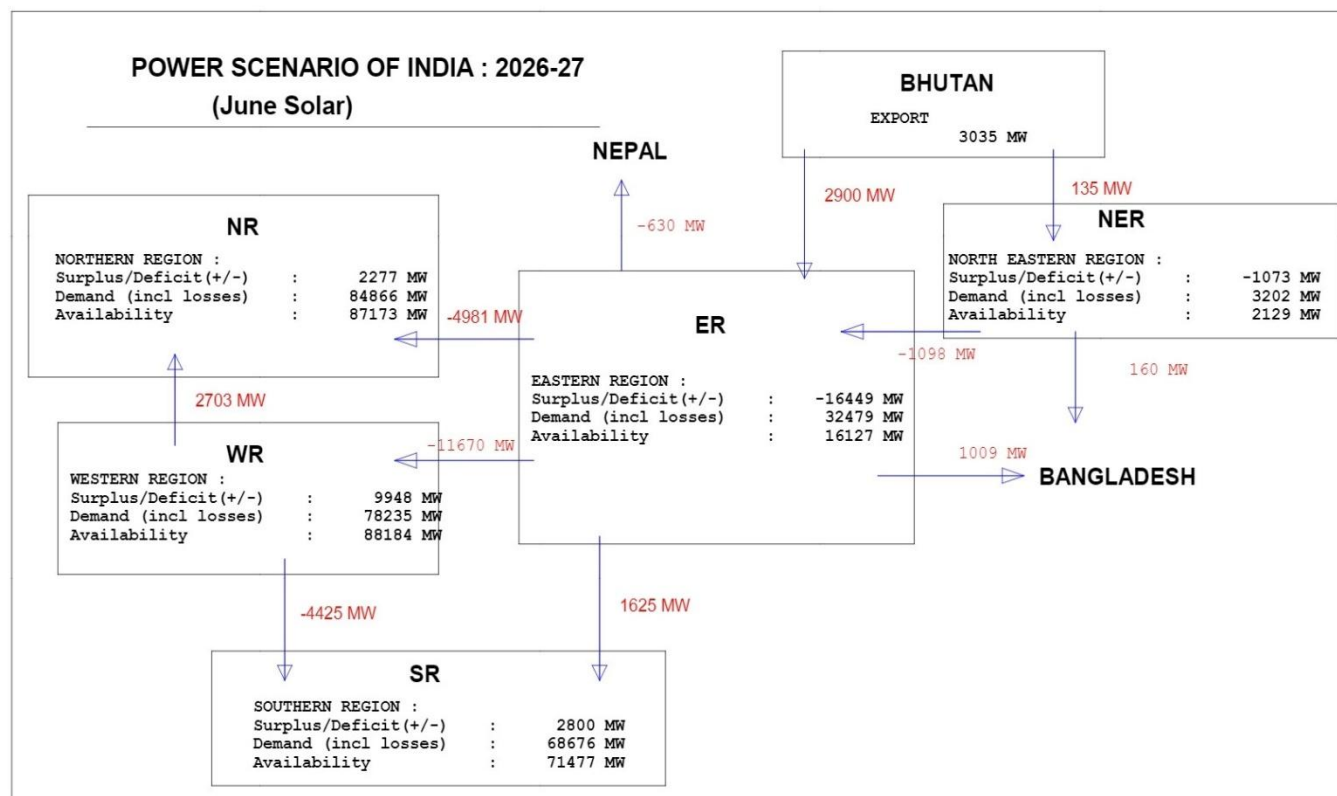 POWER SCENARIO OF INDIA : 2026-27
(June Solar)
BHUTAN
EXPORT
3035 MW
NEPAL
2900 MW
135 MW
-630 MW
NR
NORTHERN REGION :
Surplus/Deficit(+/-) : 2277 MW
Demand (incl losses) : 84866 MW
Availability : 87173 MW
NER
NORTH EASTERN REGION :
Surplus/Deficit(+/-) : -1073 MW
Demand (incl losses) : 3202 MW
Availability : 2129 MW
-4981 MW
ER
EASTERN REGION :
Surplus/Deficit(+/-) : -16449 MW
Demand (incl losses) : 32479 MW
Availability : 16127 MW
-1098 MW
160 MW
2703 MW
-11670 MW
1009 MW
BANGLADESH
WR
WESTERN REGION :
Surplus/Deficit(+/-) : 9948 MW
Demand (incl losses) : 78235 MW
Availability : 88184 MW
-4425 MW
1625 MW
SR
SOUTHERN REGION :
Surplus/Deficit(+/-) : 2800 MW
Demand (incl losses) : 68676 MW
Availability : 71477 MW